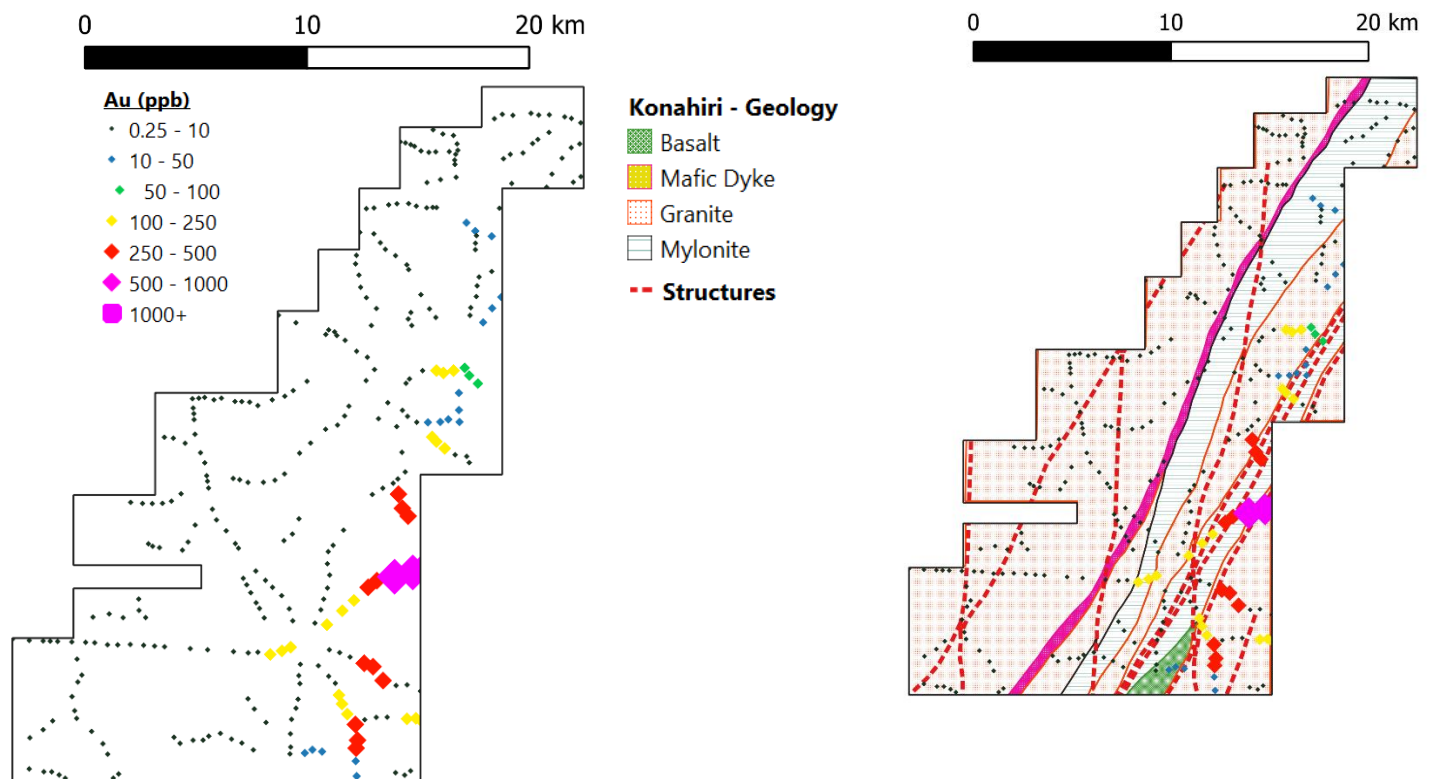 0 10 20 km
Au (ppb)
0.25 - 10
10 - 50
50 - 100
100 - 250
250 - 500
500 - 1000
1000+
Konahiri - Geology
Basalt
Mafic Dyke
Granite
Mylonite
Structures
0 10 20 km